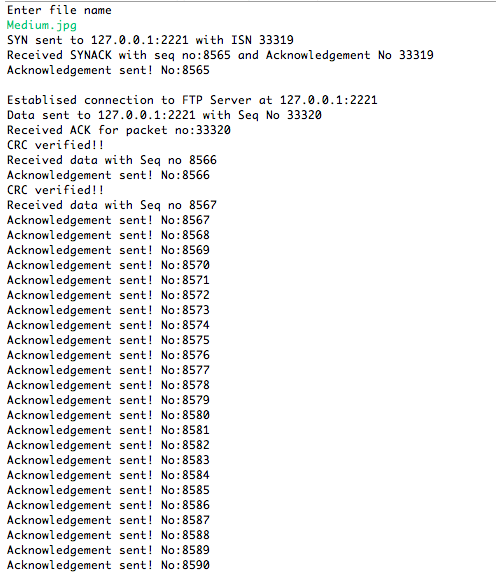 Enter file name
Medium.jpg
SYN sent to 127.0.0.1:2221 with ISN 33319
Received SYNACK with seq no:8565 and Acknowledgement No 33319
Acknowledgement sent! No:8565
Establised connection to FTP Server at 127.0.0.1:2221
Data sent to 127.0.0.1:2221 with Seq No 33320
Received ACK for packet no:33320
CRC verified!!
Received data with Seq no 8566
Acknowledgement sent! No:8566
CRC verified!!
Received data with Seq no 8567
Acknowledgement sent! No:8567
Acknowledgement sent! No:8568
Acknowledgement sent! No:8569
Acknowledgement sent! No:8570
Acknowledgement sent! No:8571
Acknowledgement sent! No:8572
Acknowledgement sent! No:8573
Acknowledgement sent! No:8574
Acknowledgement sent! No:8575
Acknowledgement sent! No:8576
Acknowledgement sent! No:8577
Acknowledgement sent! No:8578
Acknowledgement sent! No:8579
Acknowledgement sent! No:8580
Acknowledgement sent! No:8581
Acknowledgement sent! No:8582
Acknowledgement sent! No:8583
Acknowledgement sent! No:8584
Acknowledgement sent! No:8585
Acknowledgement sent! No:8586
Acknowledgement sent! No:8587
Acknowledgement sent! No:8588
Acknowledgement sent! No:8589
Acknowledgement sent! No:8590